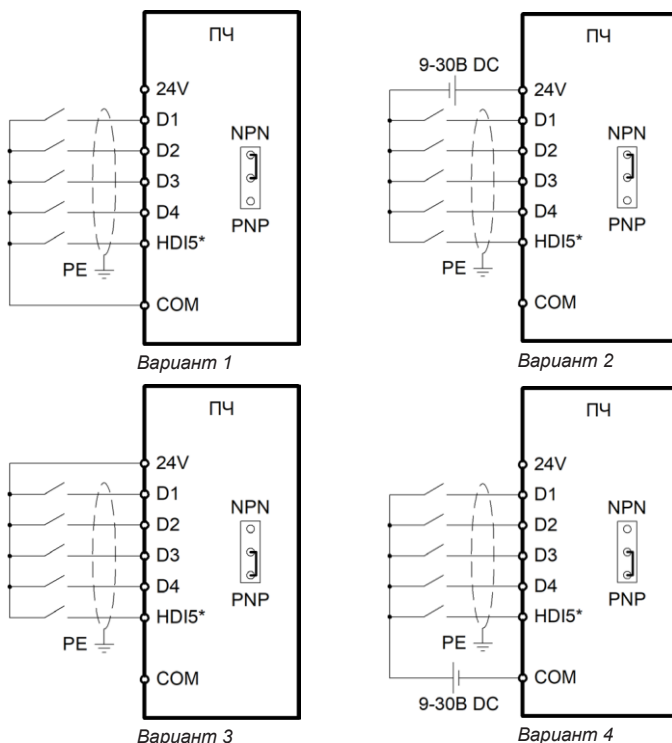 ПЧ
24V
D1
D2
D3
D4
HDI5*
COM
NPN
PNP
PE
Вариант 1
ПЧ
9-30В DC
24V
D1
D2
D3
D4
HDI5*
COM
NPN
PNP
PE
Вариант 2
ПЧ
24V
D1
D2
D3
D4
HDI5*
COM
NPN
PNP
PE
Вариант 3
ПЧ
24V
D1
D2
D3
D4
HDI5*
COM
NPN
PNP
PE
9-30В DC
Вариант 4